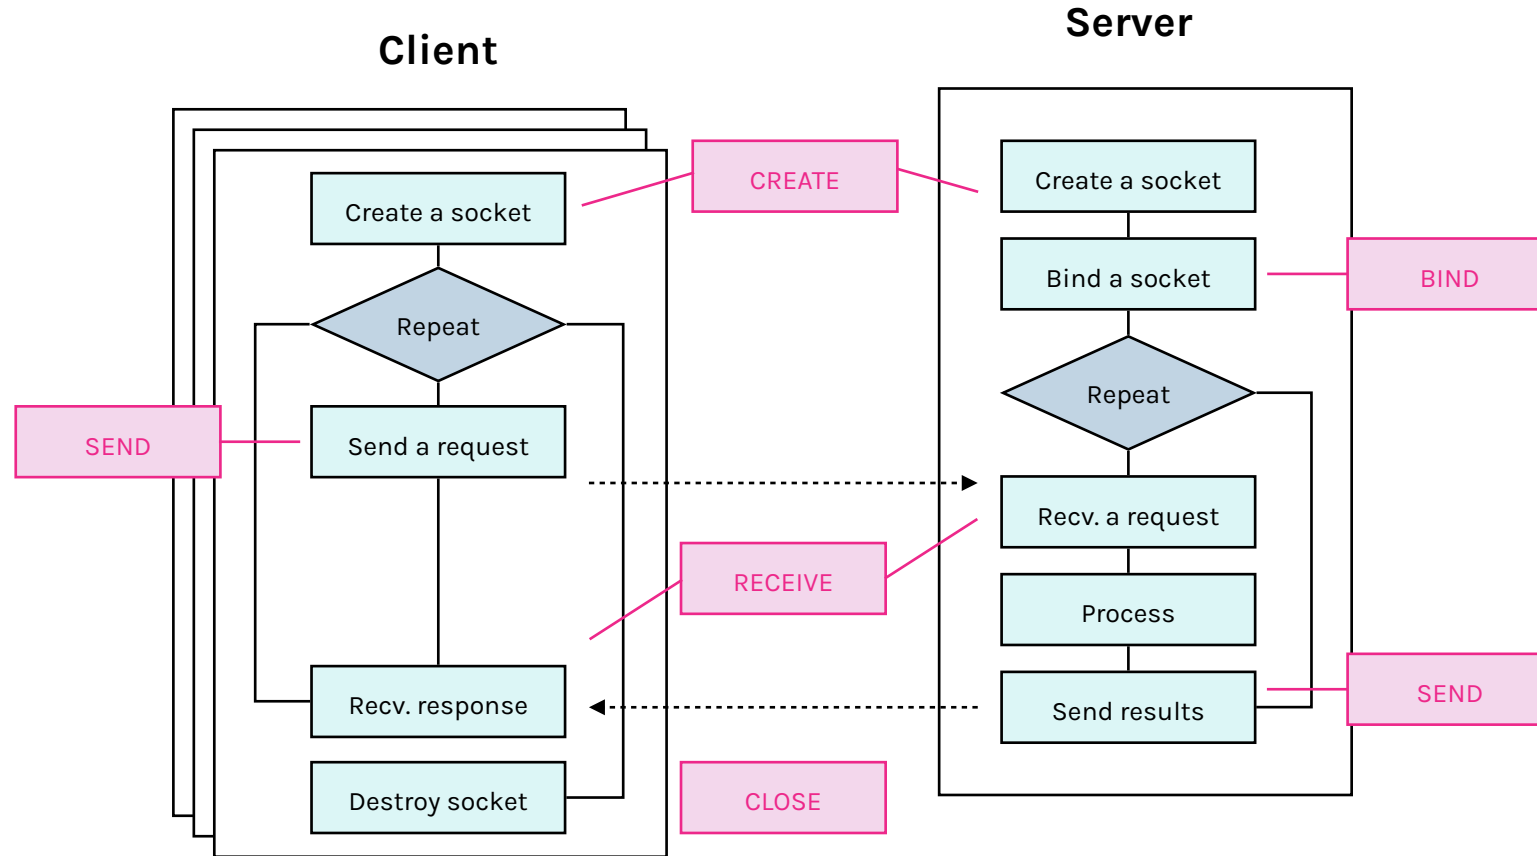 Client
Server
CREATE
Create a socket
Create a socket
Bind a socket
BIND
Repeat
Repeat
SEND
Send a request
Recv. a request
RECEIVE
Process
Recv. response
Send results
SEND
Destroy socket
CLOSE